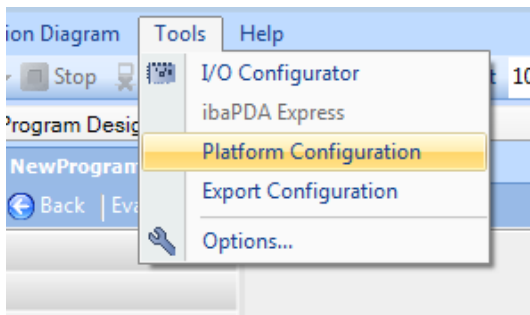 ion Diagram Tools Help
Stop
I/O Configurator
10
ibaPDA Express
Program Desig
Platform Configuration
NewProgram
Export Configuration
Back | Eva
Options...